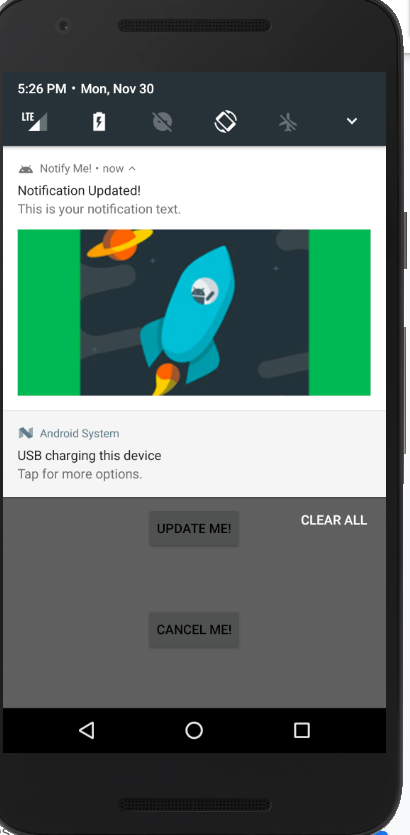 5:26 PM • Mon, Nov 30
LTE
Notify Me! • now
Notification Updated!
This is your notification text.
Android System
USB charging this device
Tap for more options.
UPDATE ME!
CLEAR ALL
CANCEL ME!